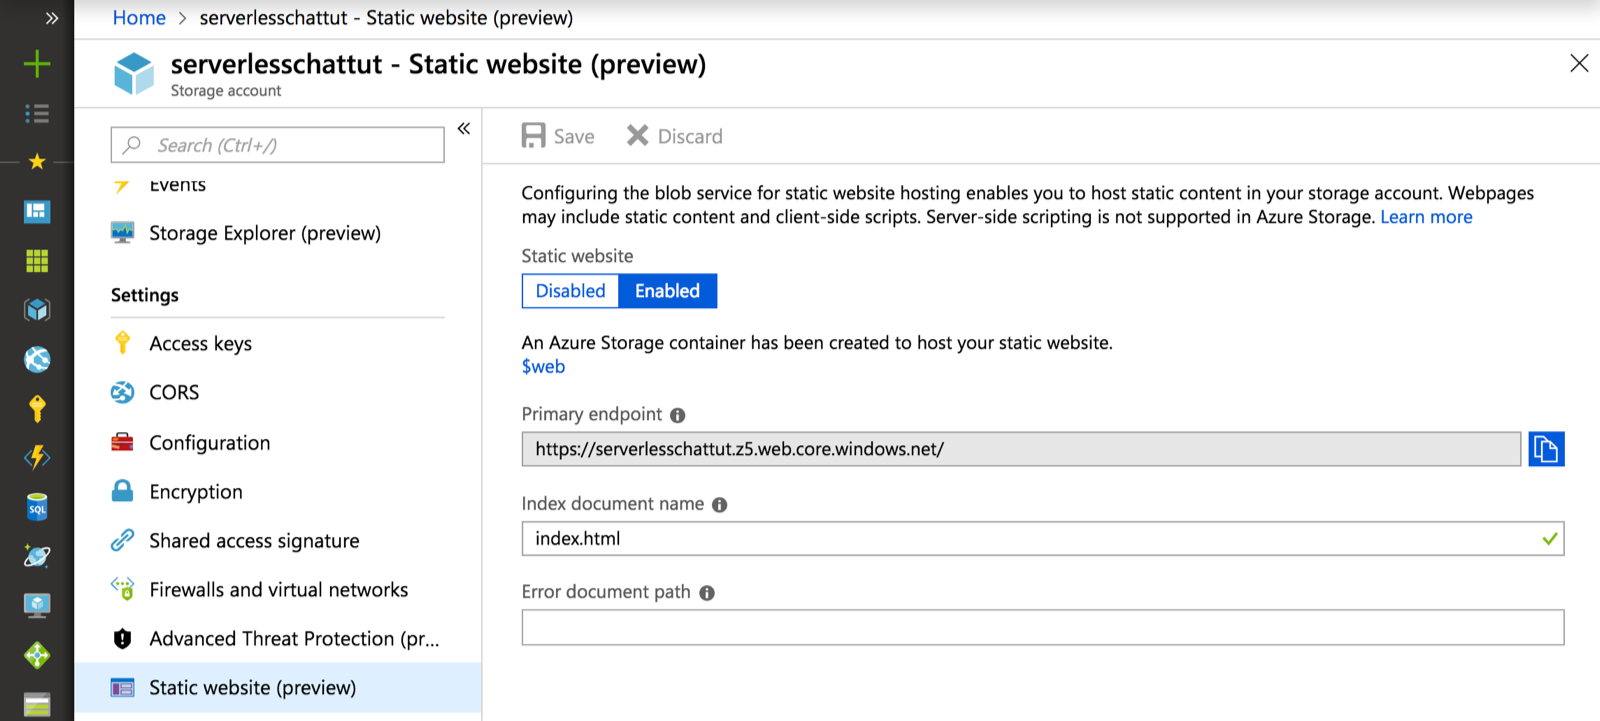 Home > serverlesschattut - Static website (preview)
serverlesschattut - Static website (preview)
Storage account
Search (Ctrl+/)
Events
Storage Explorer (preview)
Settings
Access keys
CORS
Configuration
Encryption
Shared access signature
Firewalls and virtual networks
Advanced Threat Protection (pr...
Static website (preview)
Save
Discard
Configuring the blob service for static website hosting enables you to host static content in your storage account. Webpages
may include static content and client-side scripts. Server-side scripting is not supported in Azure Storage. Learn more
Static website
Disabled Enabled
An Azure Storage container has been created to host your static website.
$web
Primary endpoint
https://serverlesschattut.z5.web.core.windows.net/
Index document name
index.html
Error document path
SQL